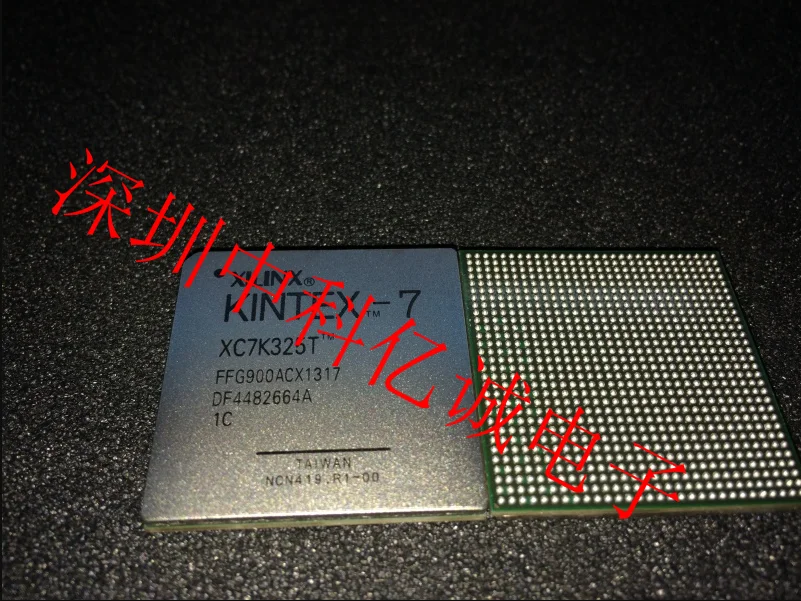 深圳中科亿诚电子
XILINX®
KINTEX™-7
XC7K325T™
FFG900ACX1317
DF4482664A
1C
TAIWAN
NCN419.R1-00